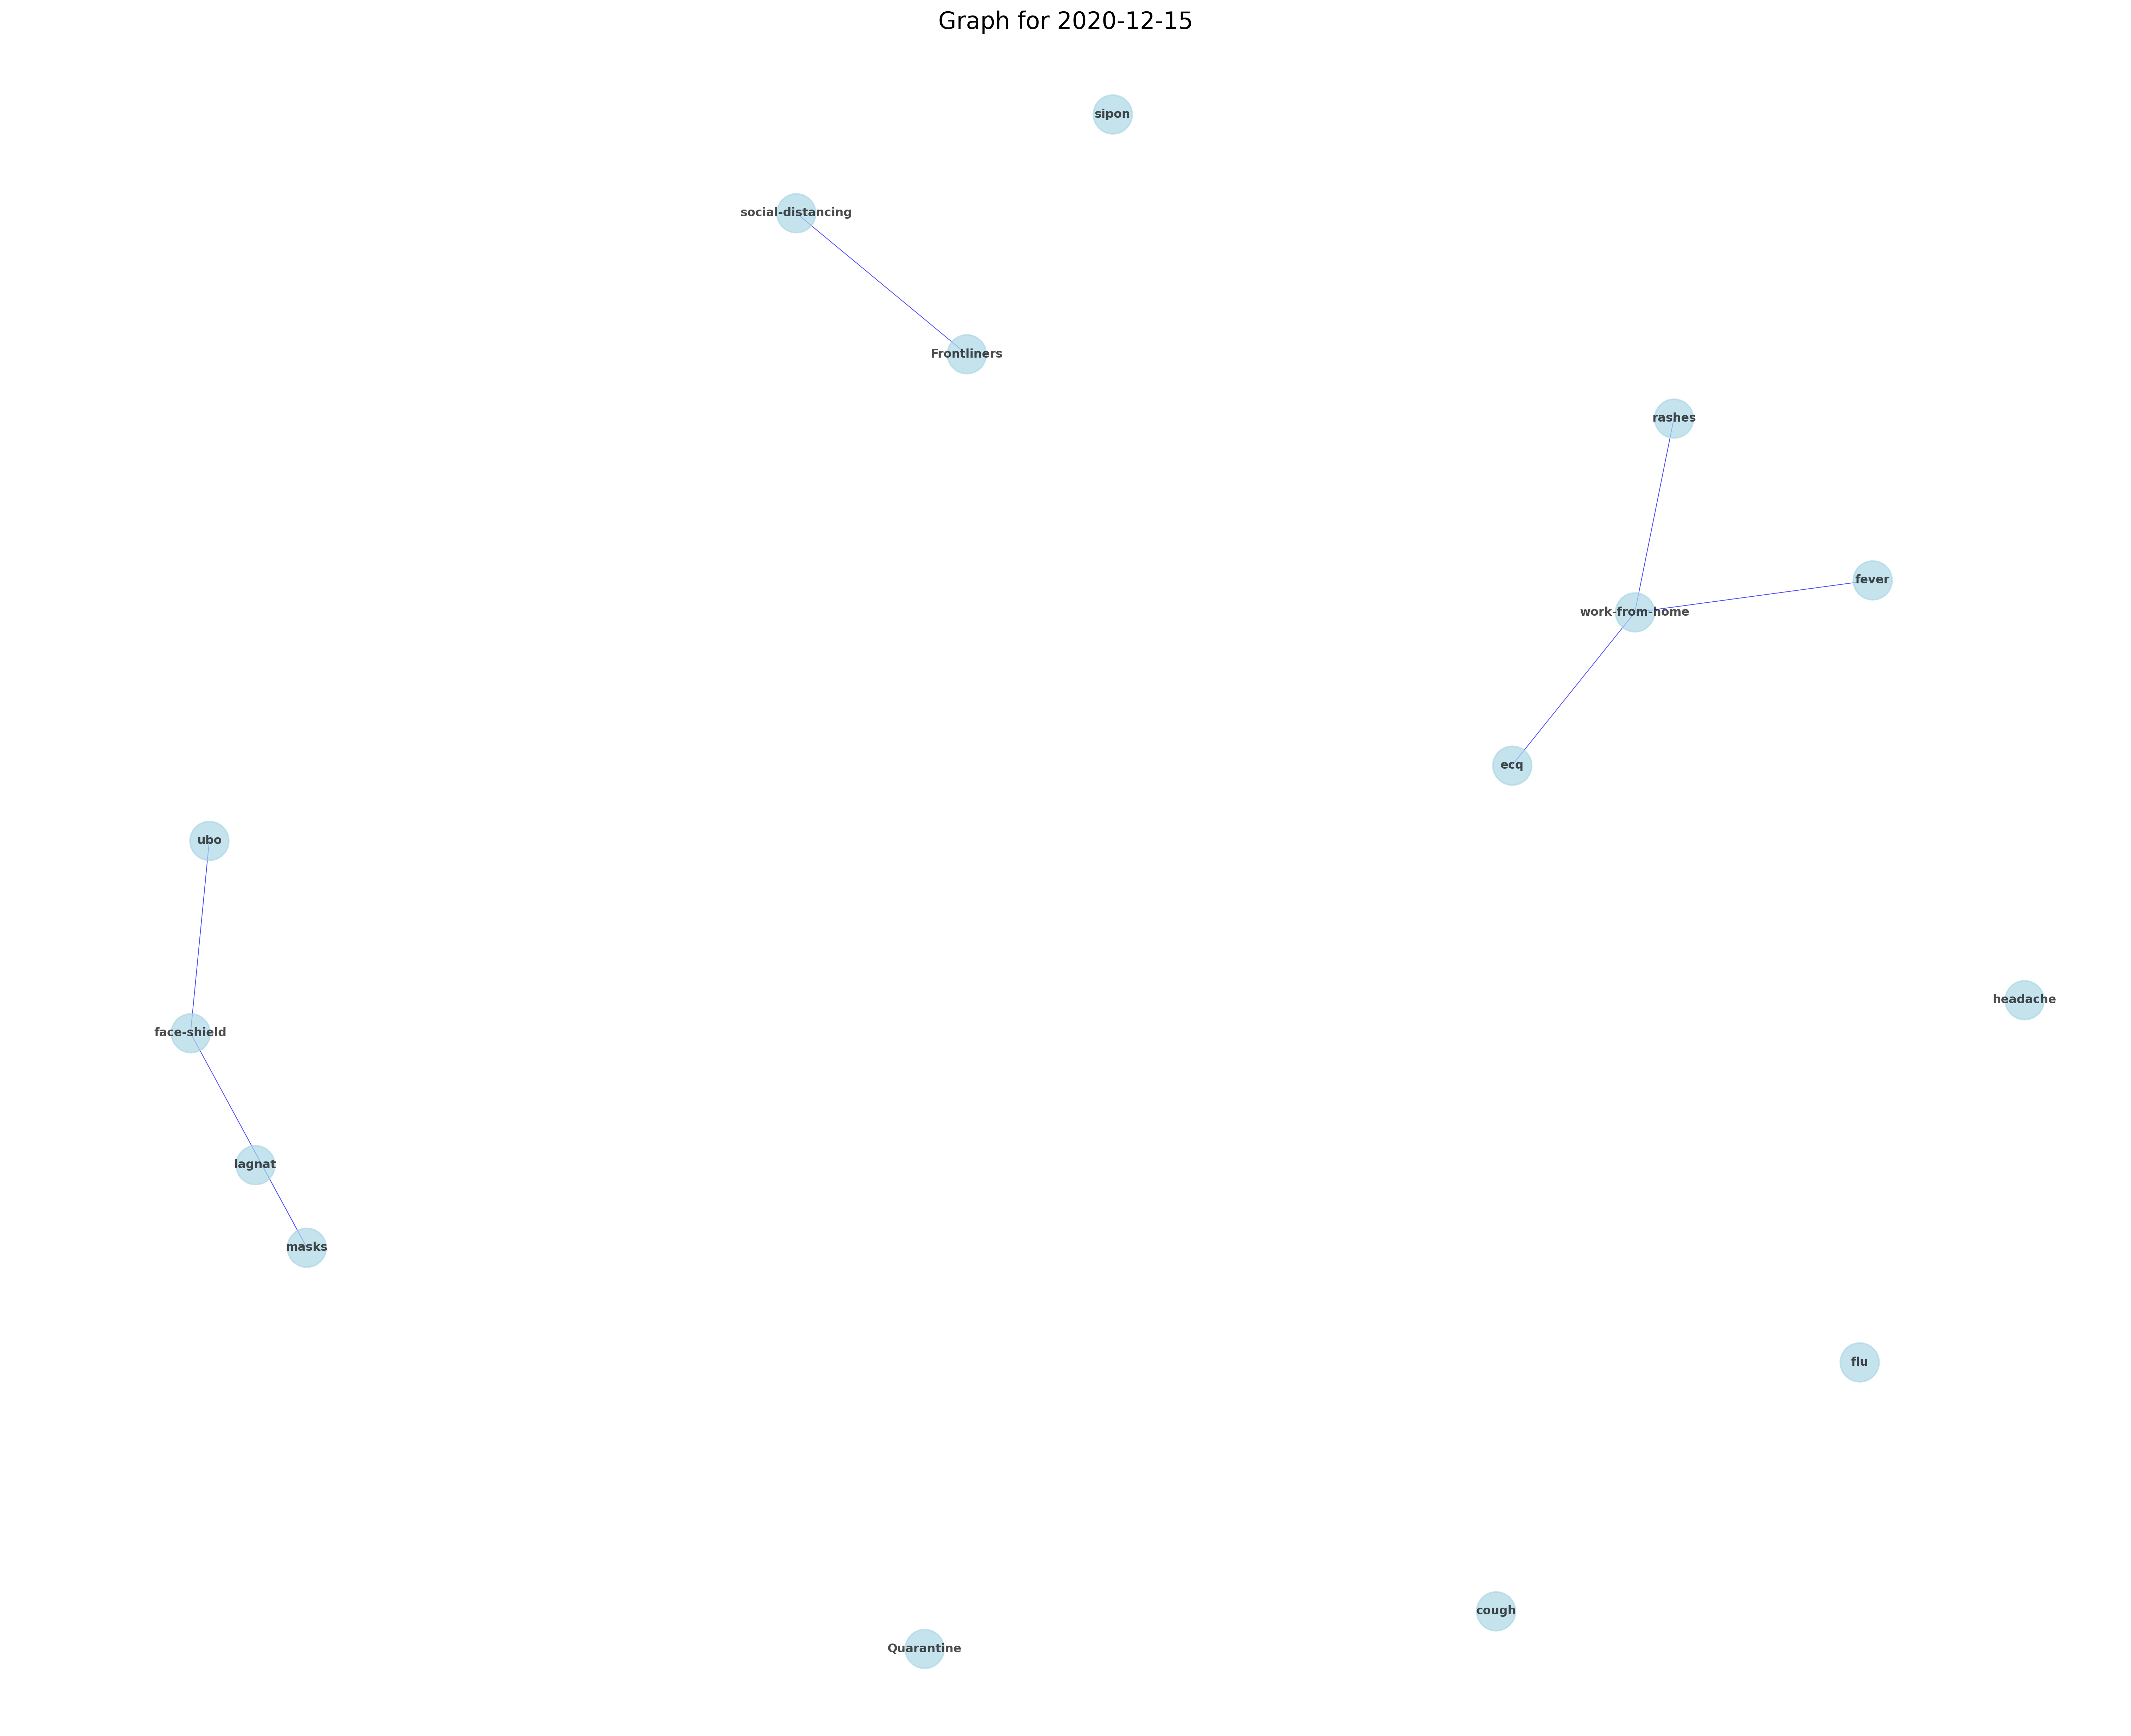 Graph for 2020-12-15
sipon
social-distancing
Frontliners
rashes
fever
work-from-home
ecq
ubo
headache
face-shield
lagnat
masks
flu
cough
Quarantine